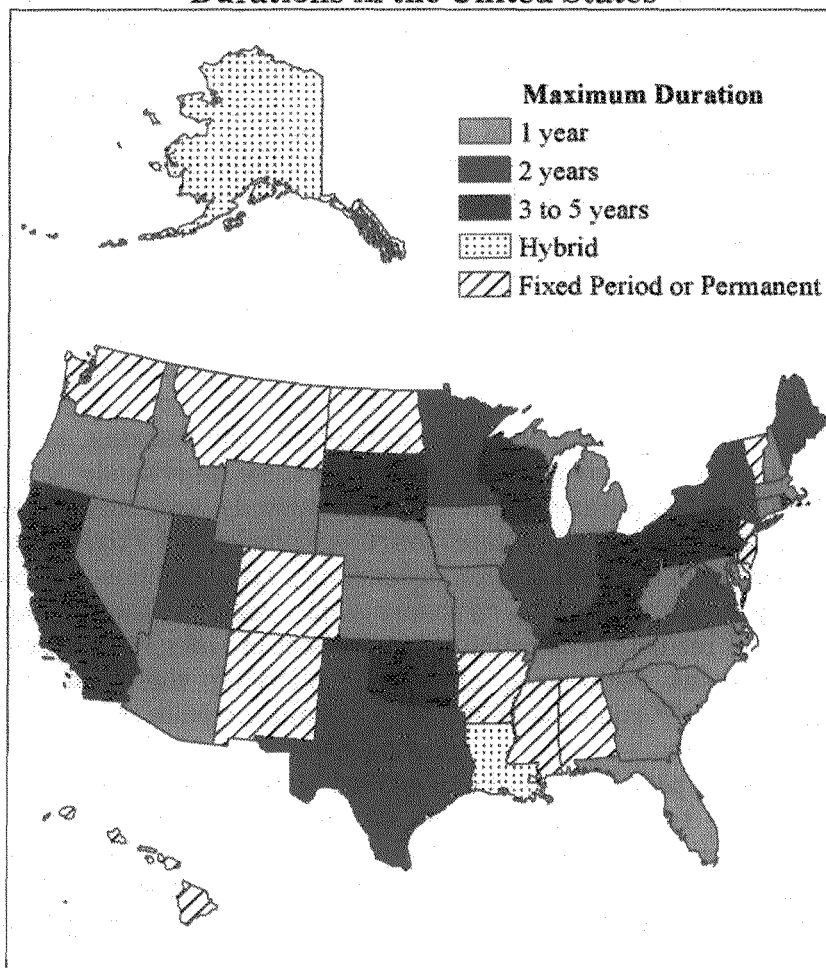 Durations in the United States
Maximum Duration
1 year
2 years
3 to 5 years
Hybrid
Fixed Period or Permanent